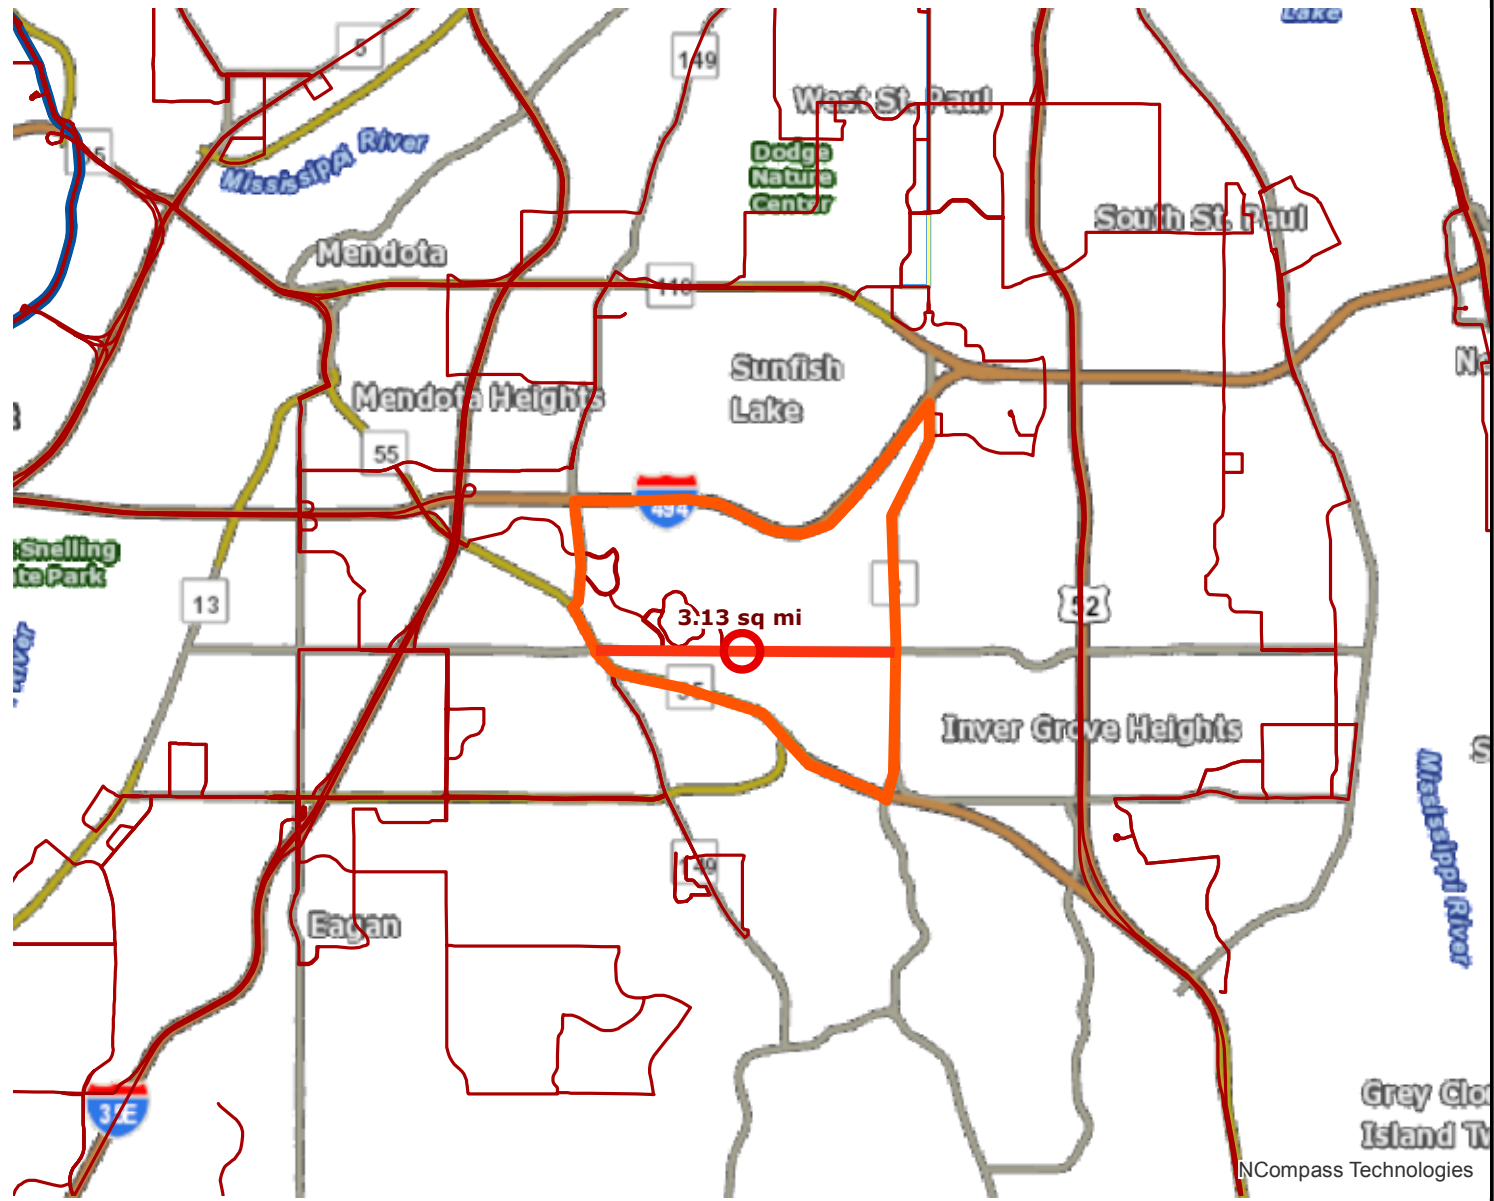 Lake
5
149
West St. Paul
Mississippi River
Dodge
Nature
Center
South St. Paul
Mendota
110
Sunfish
Lake
Mendota Heights
55
494
Snelling
te Park
13
52
3.13 sq mi
River
Inver Grove Heights
149
Eagan
Mississippi River
35E
Grey Clo
Island Tw
NCompass Technologies